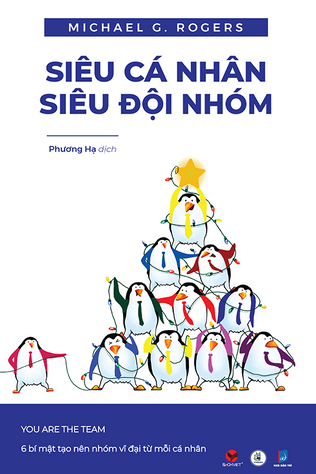 MICHAEL G. ROGERS
SIÊU CÁ NHÂN
SIÊU ĐỘI NHÓM
Phương Hạ dịch
YOU ARE THE TEAM
6 bí mật tạo nên nhóm vĩ đại từ mỗi cá nhân